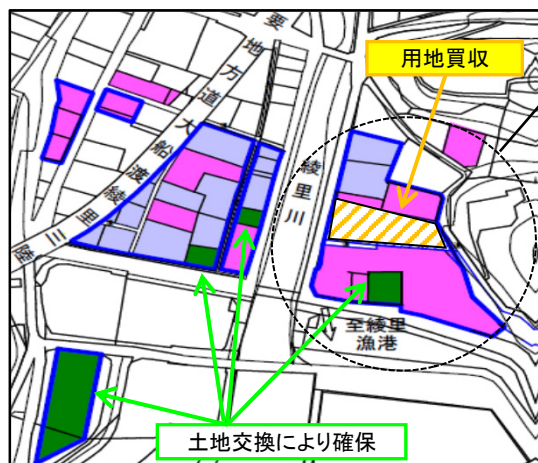 用地買収
要地方道大船渡綾里三陸
綾里川
至綾里
漁港
土地交換により確保